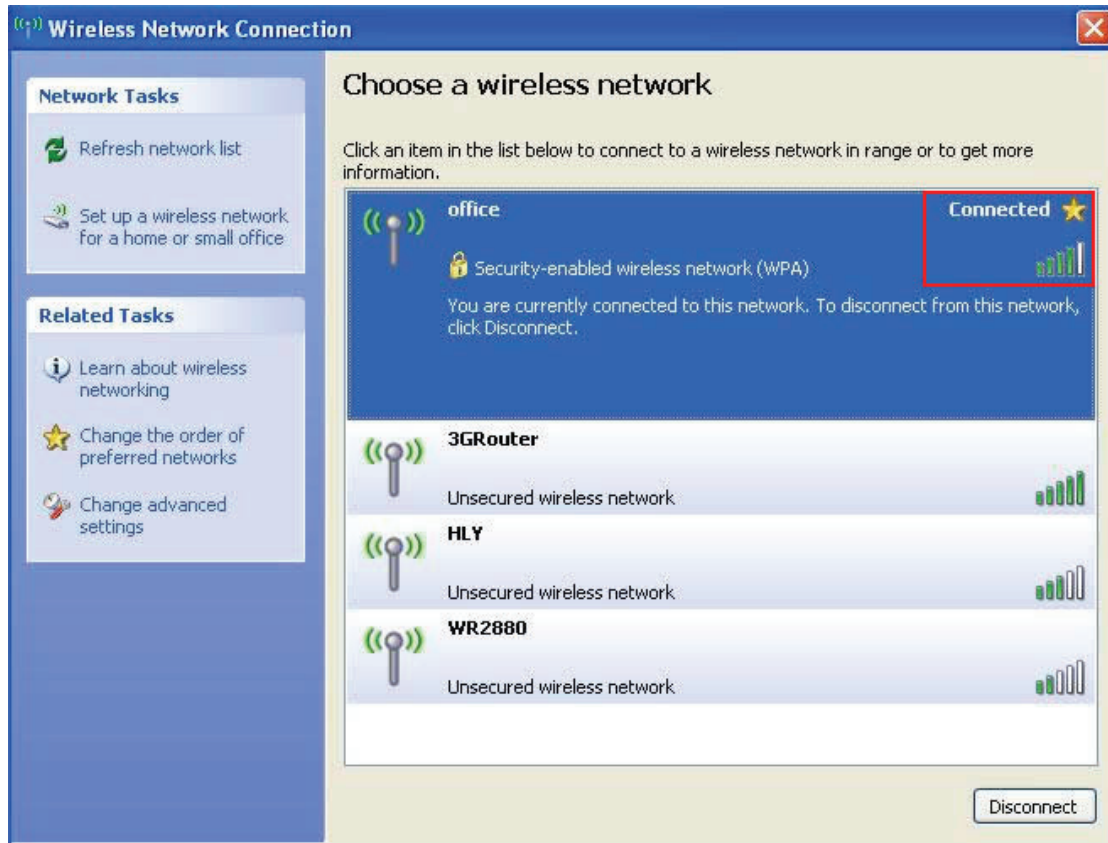 Wireless Network Connection
Network Tasks
Refresh network list
Set up a wireless network
for a home or small office
Related Tasks
Learn about wireless
networking
Change the order of
preferred networks
Change advanced
settings
Choose a wireless network
Click an item in the list below to connect to a wireless network in range or to get more
information.
office
Connected
Security-enabled wireless network (WPA)
You are currently connected to this network. To disconnect from this network,
click Disconnect.
3GRouter
Unsecured wireless network
HLY
Unsecured wireless network
WR2880
Unsecured wireless network
Disconnect